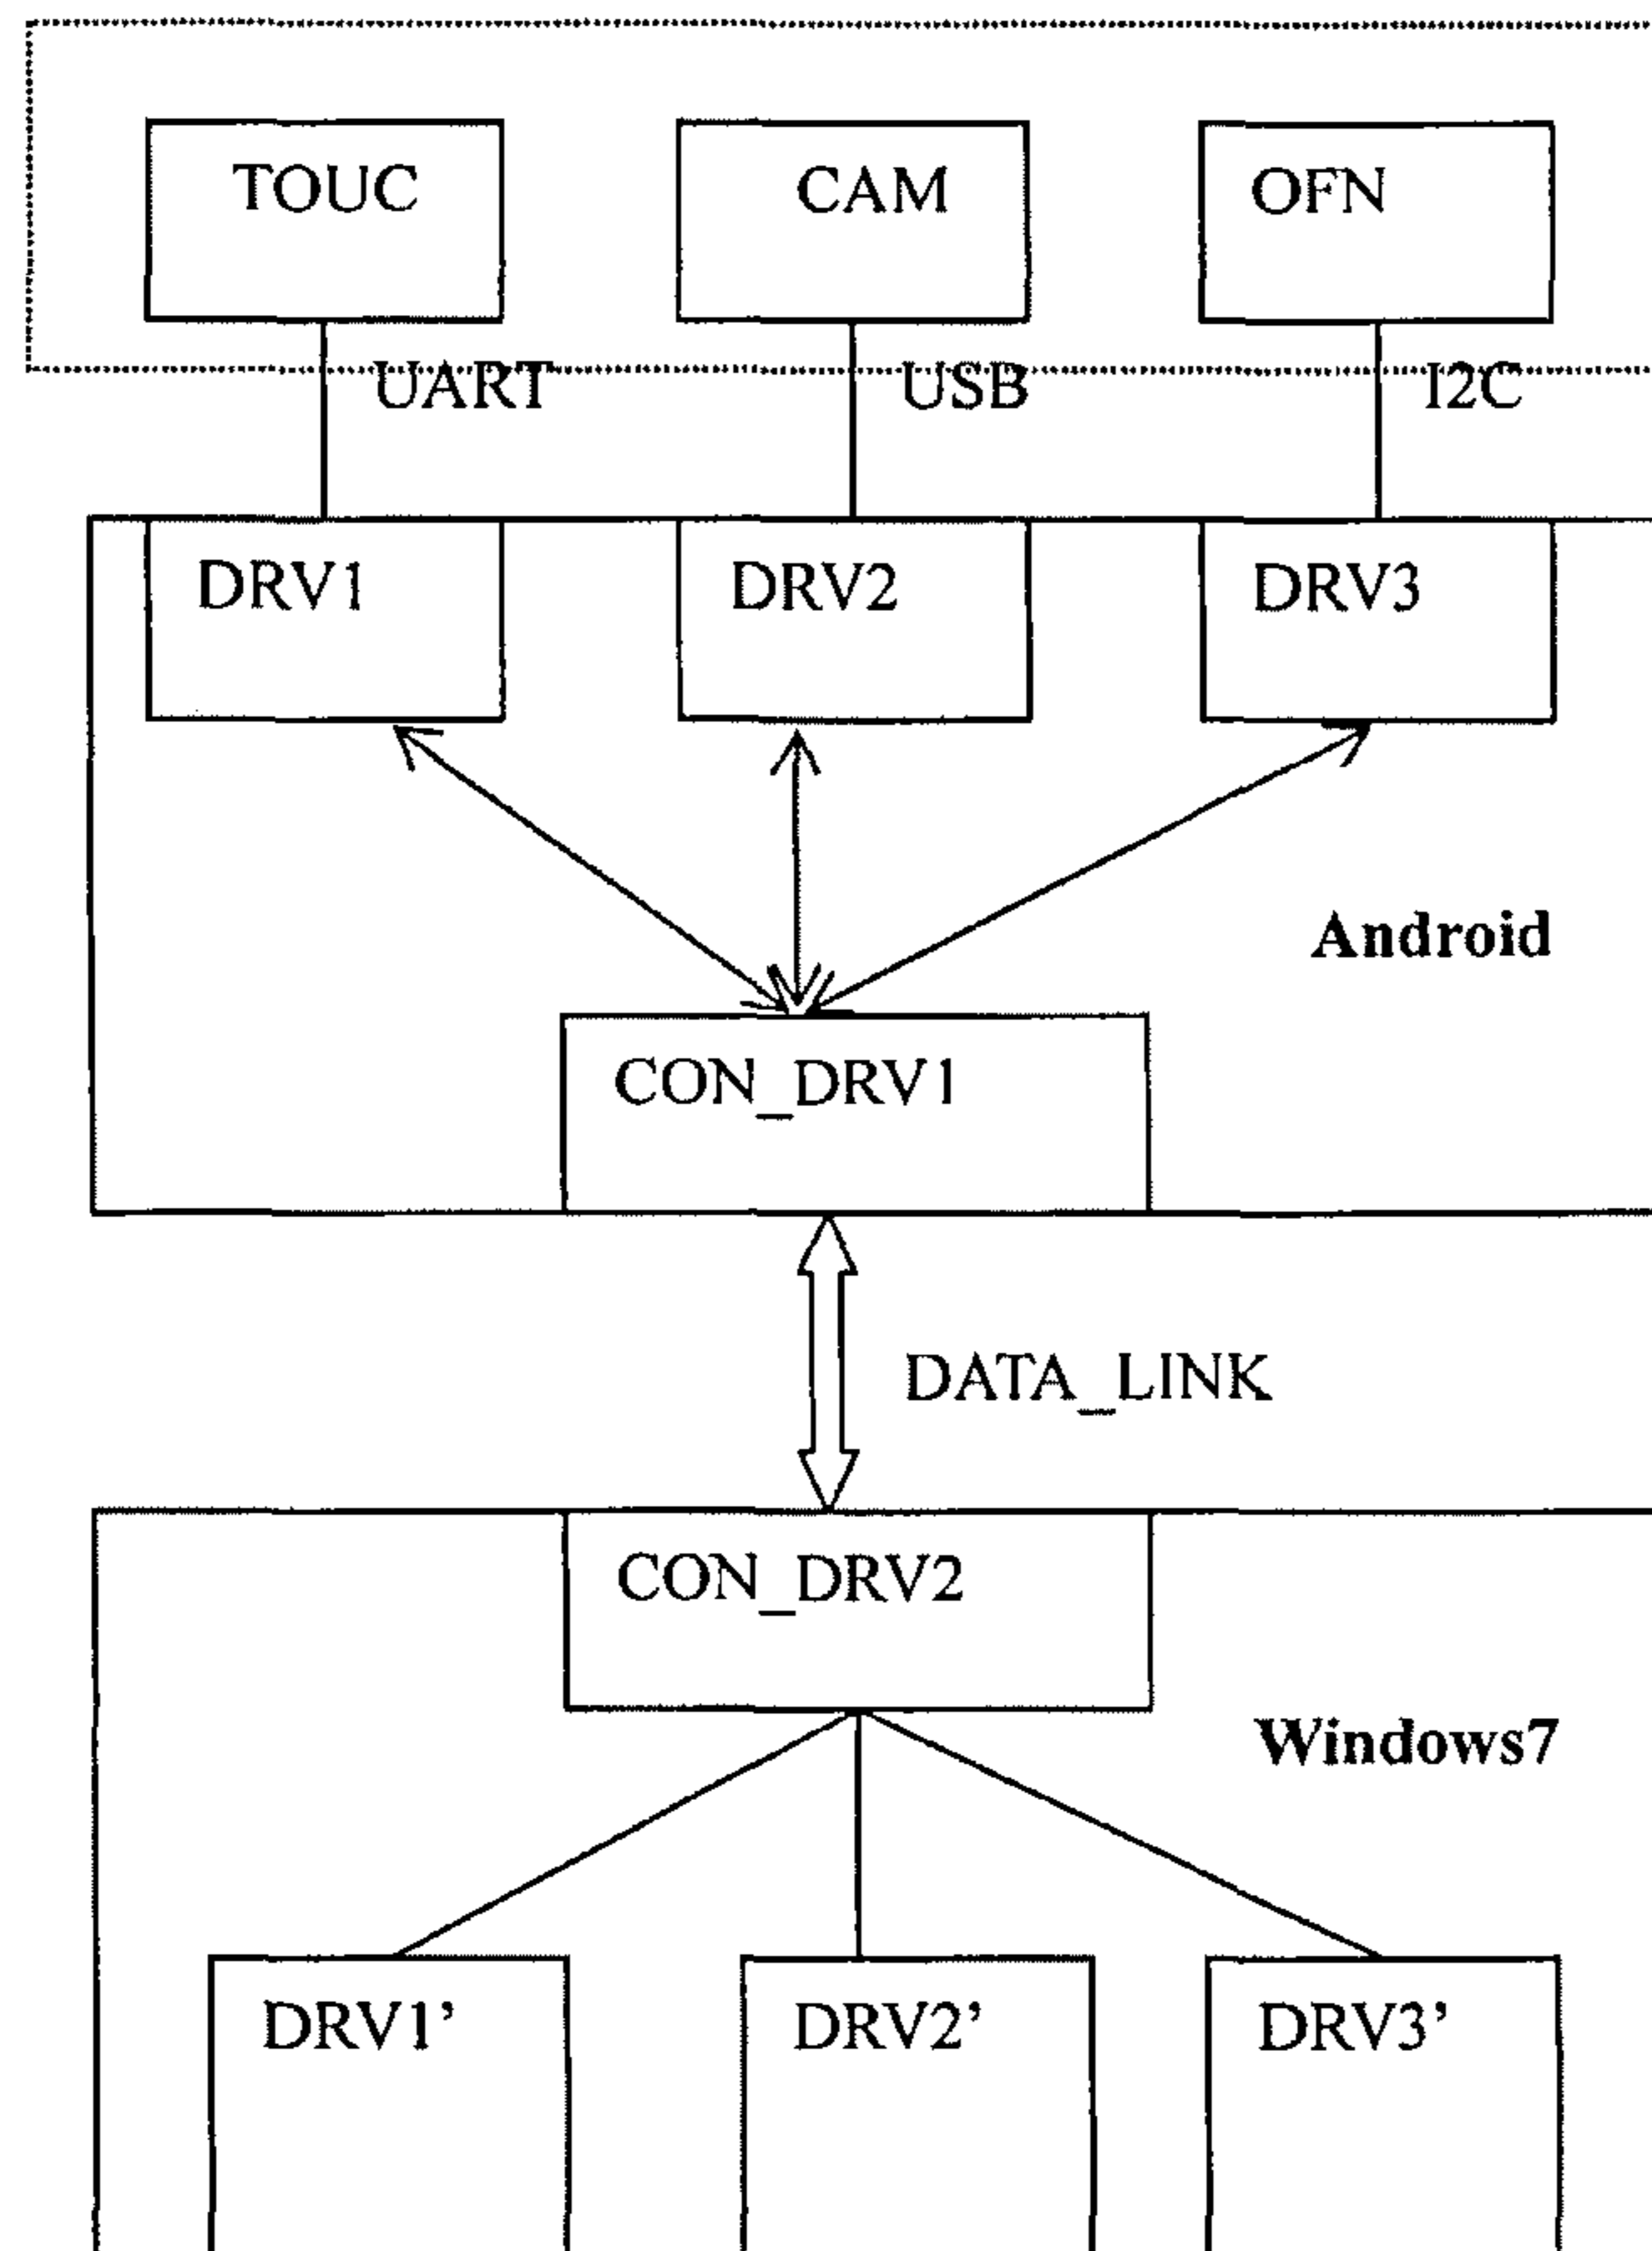 TOUC
CAM
OFN
UART
USB
I2C
DRV1
DRV2
DRV3
Android
CON_DRV1
DATA_LINK
CON_DRV2
Windows7
DRV1’
DRV2’
DRV3’